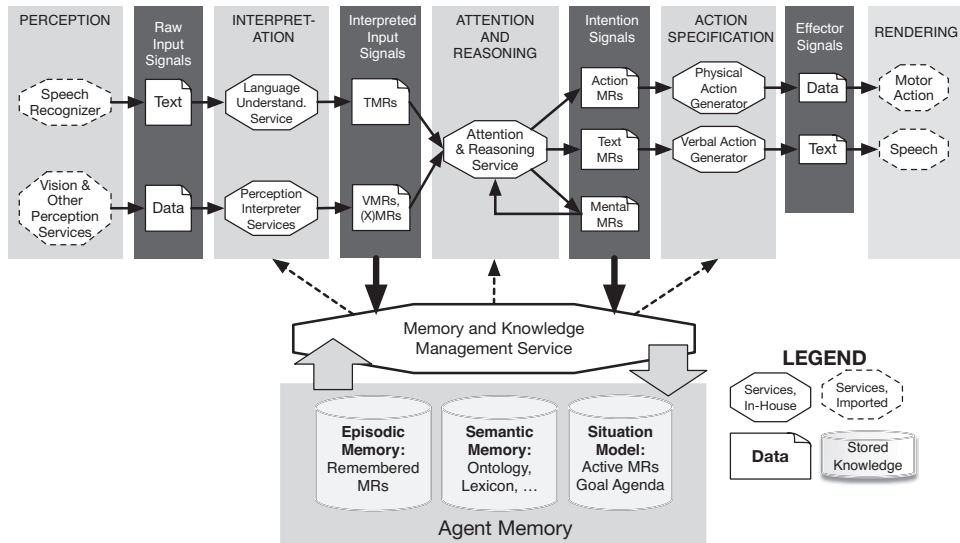 PERCEPTION
Raw
Input
Signals
INTERPRET-
ATION
Interpreted
Input
Signals
ATTENTION
AND
REASONING
Intention
Signals
ACTION
SPECIFICATION
Effector
Signals
RENDERING
Speech
Recognizer
Text
Language
Understand.
Service
TMRs
Attention
& Reasoning
Service
Action
MRs
Physical
Action
Generator
Data
Motor
Action
Text
MRs
Verbal Action
Generator
Text
Speech
Vision &
Other
Perception
Services
Data
Perception
Interpreter
Services
VMRs,
(X)MRs
Mental
MRs
Memory and Knowledge
Management Service
Episodic
Memory:
Remembered
MRs
Semantic
Memory:
Ontology,
Lexicon, …
Situation
Model:
Active MRs
Goal Agenda
Agent Memory
LEGEND
Services,
In-House
Services,
Imported
Data
Stored
Knowledge